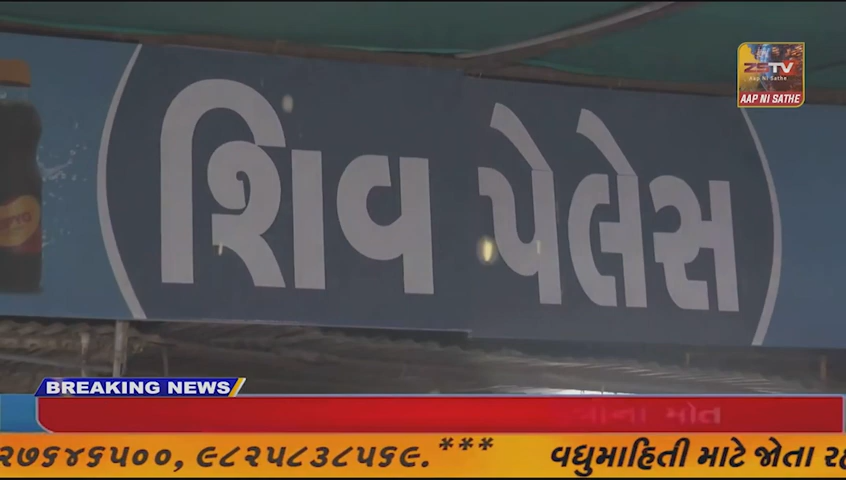 ZSTV
Aap Ni Sathe
AAP NI SATHE
શિવ પેલેસ
BREAKING NEWS
મોત
૨૭૬૪૬૫૦૦, ૯૮૨૫૮૩૮૫૬૯.*** વધુમાહિતી માટે જોતા